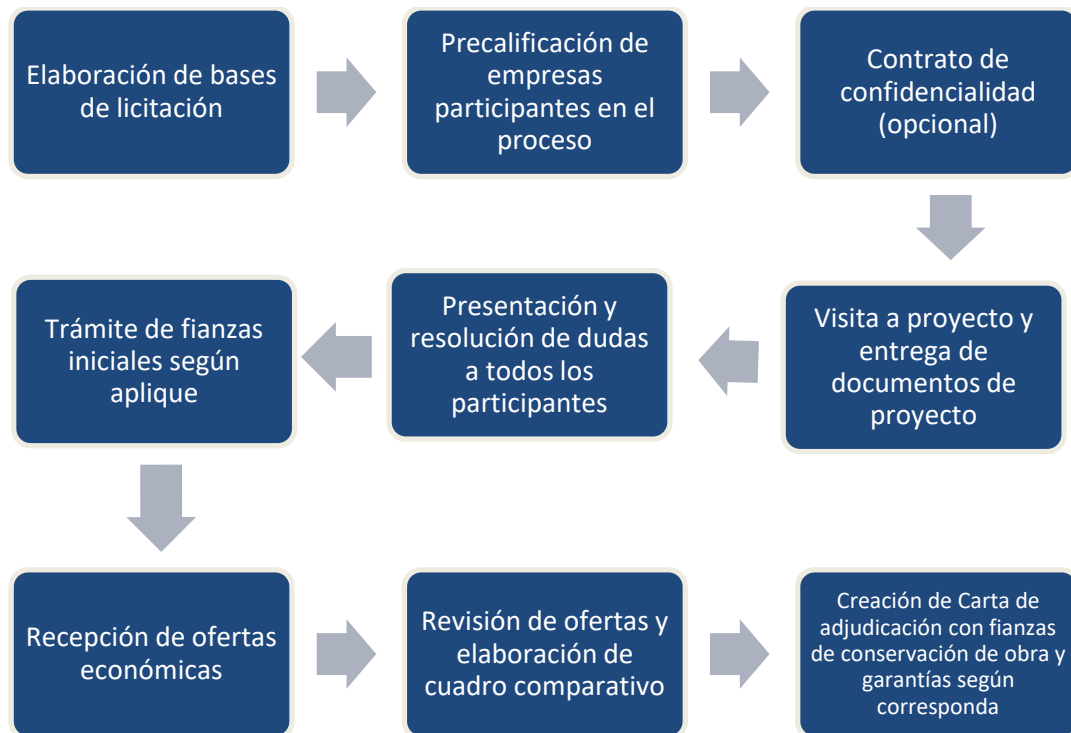 Elaboración de bases
de licitación
Precalificación de
empresas
participantes en el
proceso
Contrato de
confidencialidad
(opcional)
Visita a proyecto y
entrega de
documentos de
proyecto
Presentación y
resolución de dudas
a todos los
participantes
Trámite de fianzas
iniciales según
aplique
Recepción de ofertas
económicas
Revisión de ofertas y
elaboración de
cuadro comparativo
Creación de Carta de
adjudicación con fianzas
de conservación de obra y
garantías según
corresponda